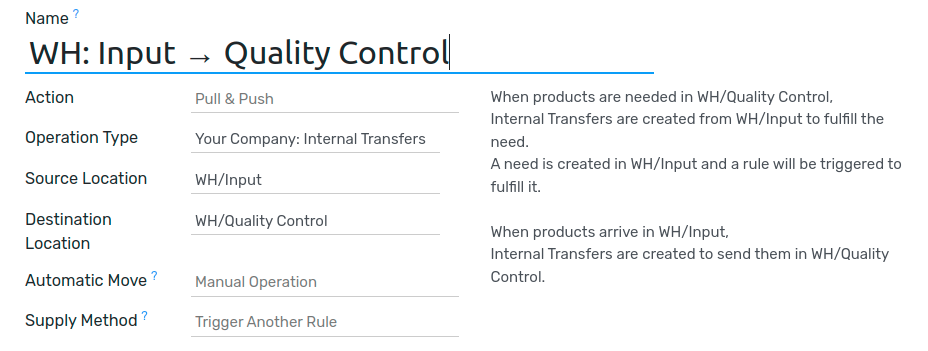 Name ?
WH: Input → Quality Control
Action
Pull & Push
Operation Type
Your Company: Internal Transfers
Source Location
WH/Input
Destination
Location
WH/Quality Control
Automatic Move ?
Manual Operation
Supply Method ?
Trigger Another Rule
When products are needed in WH/Quality Control,
Internal Transfers are created from WH/Input to fulfill the
need.
A need is created in WH/Input and a rule will be triggered to
fulfill it.
When products arrive in WH/Input,
Internal Transfers are created to send them in WH/Quality
Control.